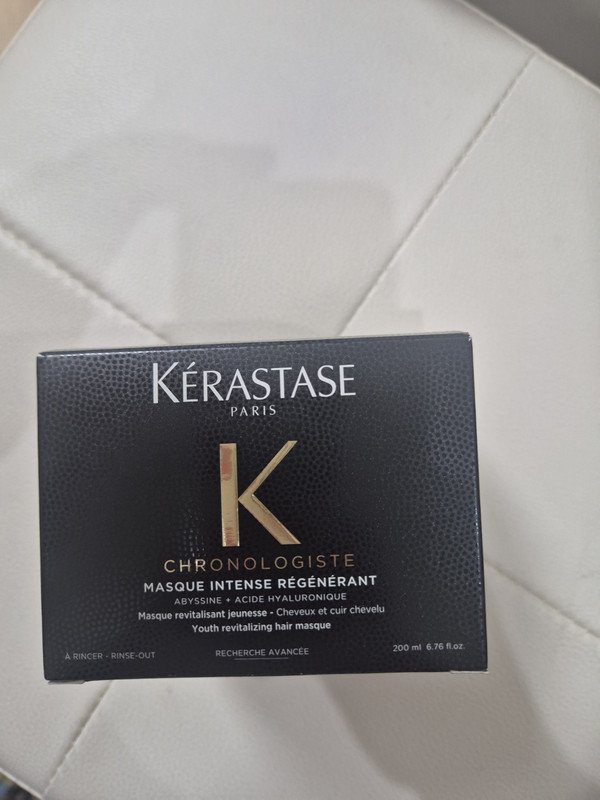 KÉRASTASE
PARIS
K
CHRONOLOGISTE
MASQUE INTENSE RÉGÉNÉRANT
ABYSSINE + ACIDE HYALURONIQUE
Masque revitalisant jeunesse - Cheveux et cuir chevelu
Youth revitalizing hair masque
À RINCER - RINSE-OUT
RECHERCHE AVANCÉE
200 ml 6.76 fl.oz.